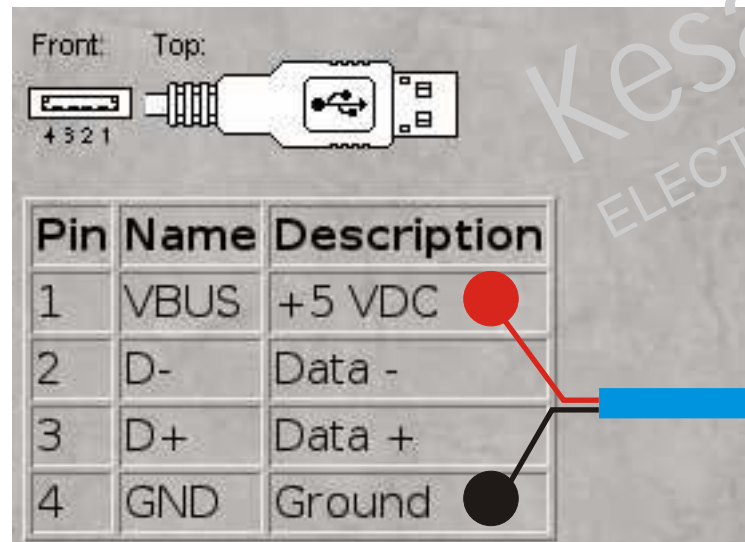 Front: Top:
4 3 2 1
Pin Name Description
1 VBUS +5 VDC
2 D- Data -
3 D+ Data +
4 GND Ground